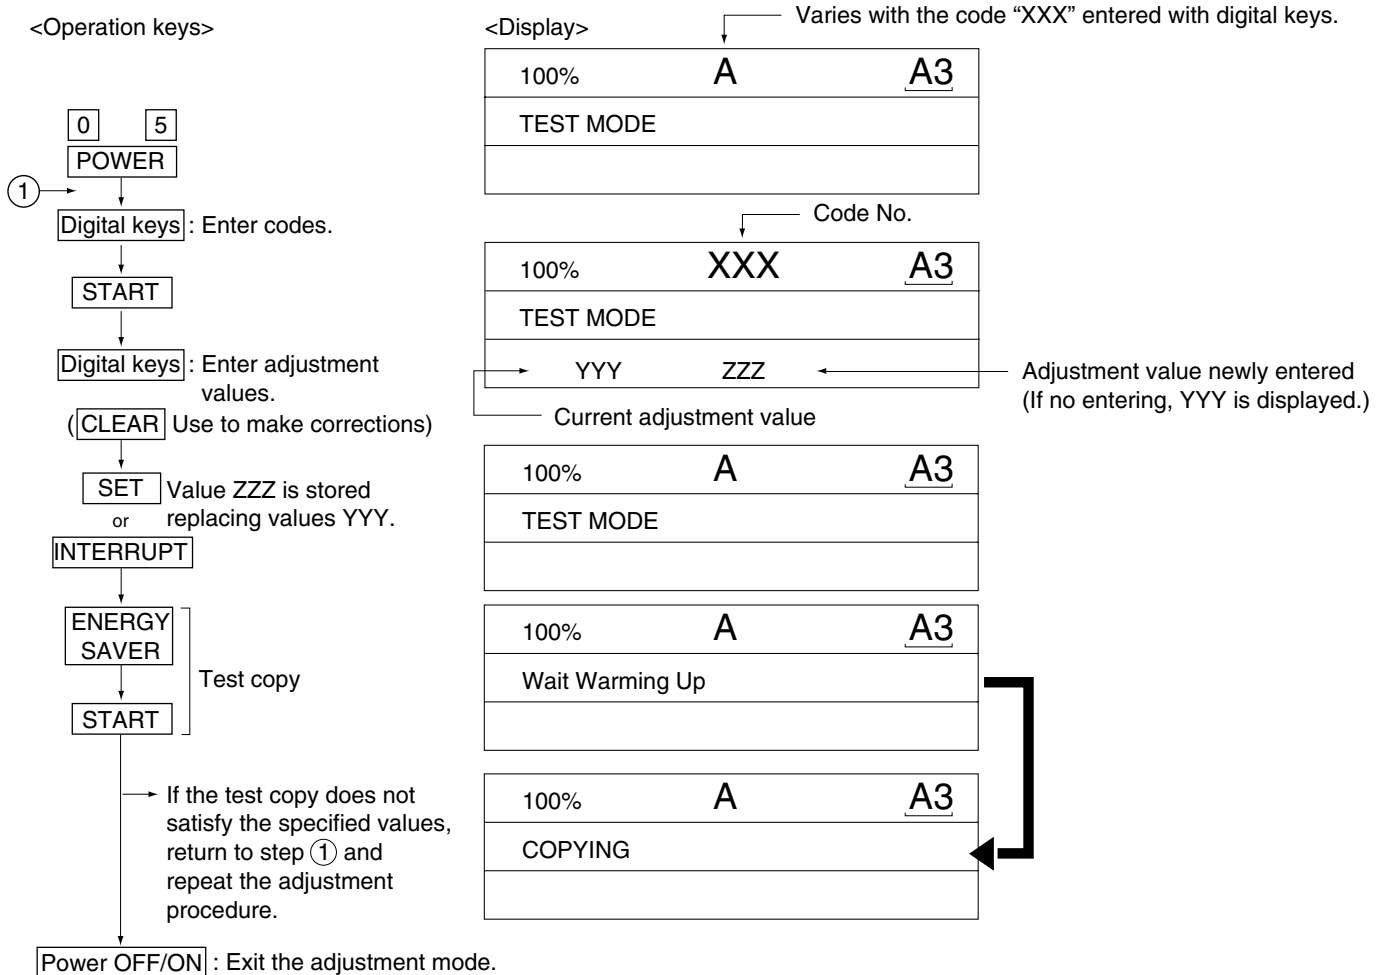 <Operation keys>
0 5
POWER
1
Digital keys : Enter codes.
START
Digital keys : Enter adjustment
values.
(CLEAR Use to make corrections)
SET Value ZZZ is stored
or replacing values YYY.
INTERRUPT
ENERGY
SAVER
Test copy
START
If the test copy does not
satisfy the specified values,
return to step 1 and
repeat the adjustment
procedure.
Power OFF/ON : Exit the adjustment mode.
<Display>
Varies with the code “XXX” entered with digital keys.
100% A A3
TEST MODE
Code No.
100% XXX A3
TEST MODE
YYY ZZZ
Adjustment value newly entered
(If no entering, YYY is displayed.)
Current adjustment value
100% A A3
TEST MODE
100% A A3
Wait Warming Up
100% A A3
COPYING